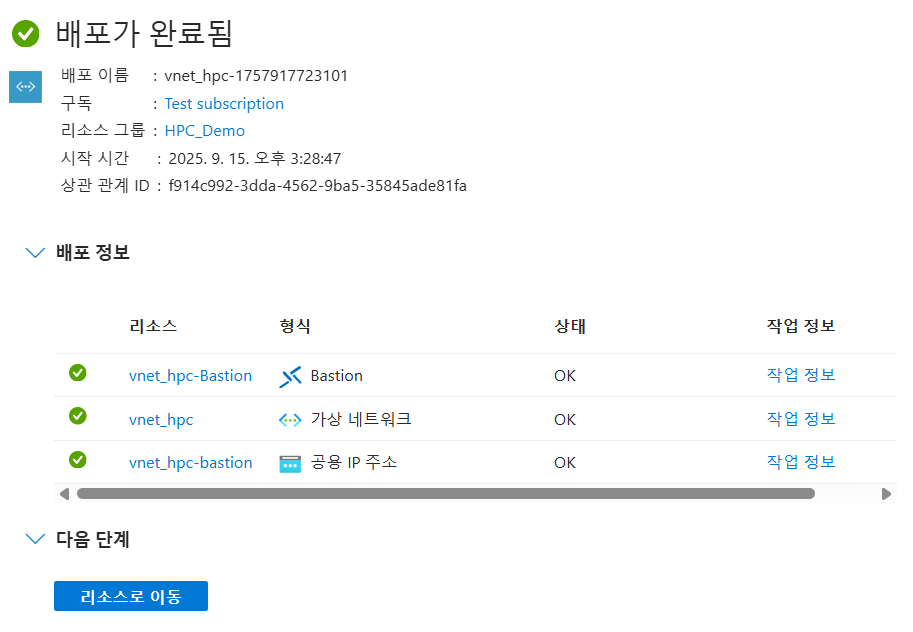 배포가 완료됨
배포 이름 : vnet_hpc-1757917723101
구독 : Test subscription
리소스 그룹 : HPC_Demo
시작 시간 : 2025. 9. 15. 오후 3:28:47
상관 관계 ID : f914c992-3dda-4562-9ba5-35845ade81fa
배포 정보
리소스 형식 상태 작업 정보
vnet_hpc-Bastion Bastion OK 작업 정보
vnet_hpc 가상 네트워크 OK 작업 정보
vnet_hpc-bastion 공용 IP 주소 OK 작업 정보
다음 단계
리소스로 이동